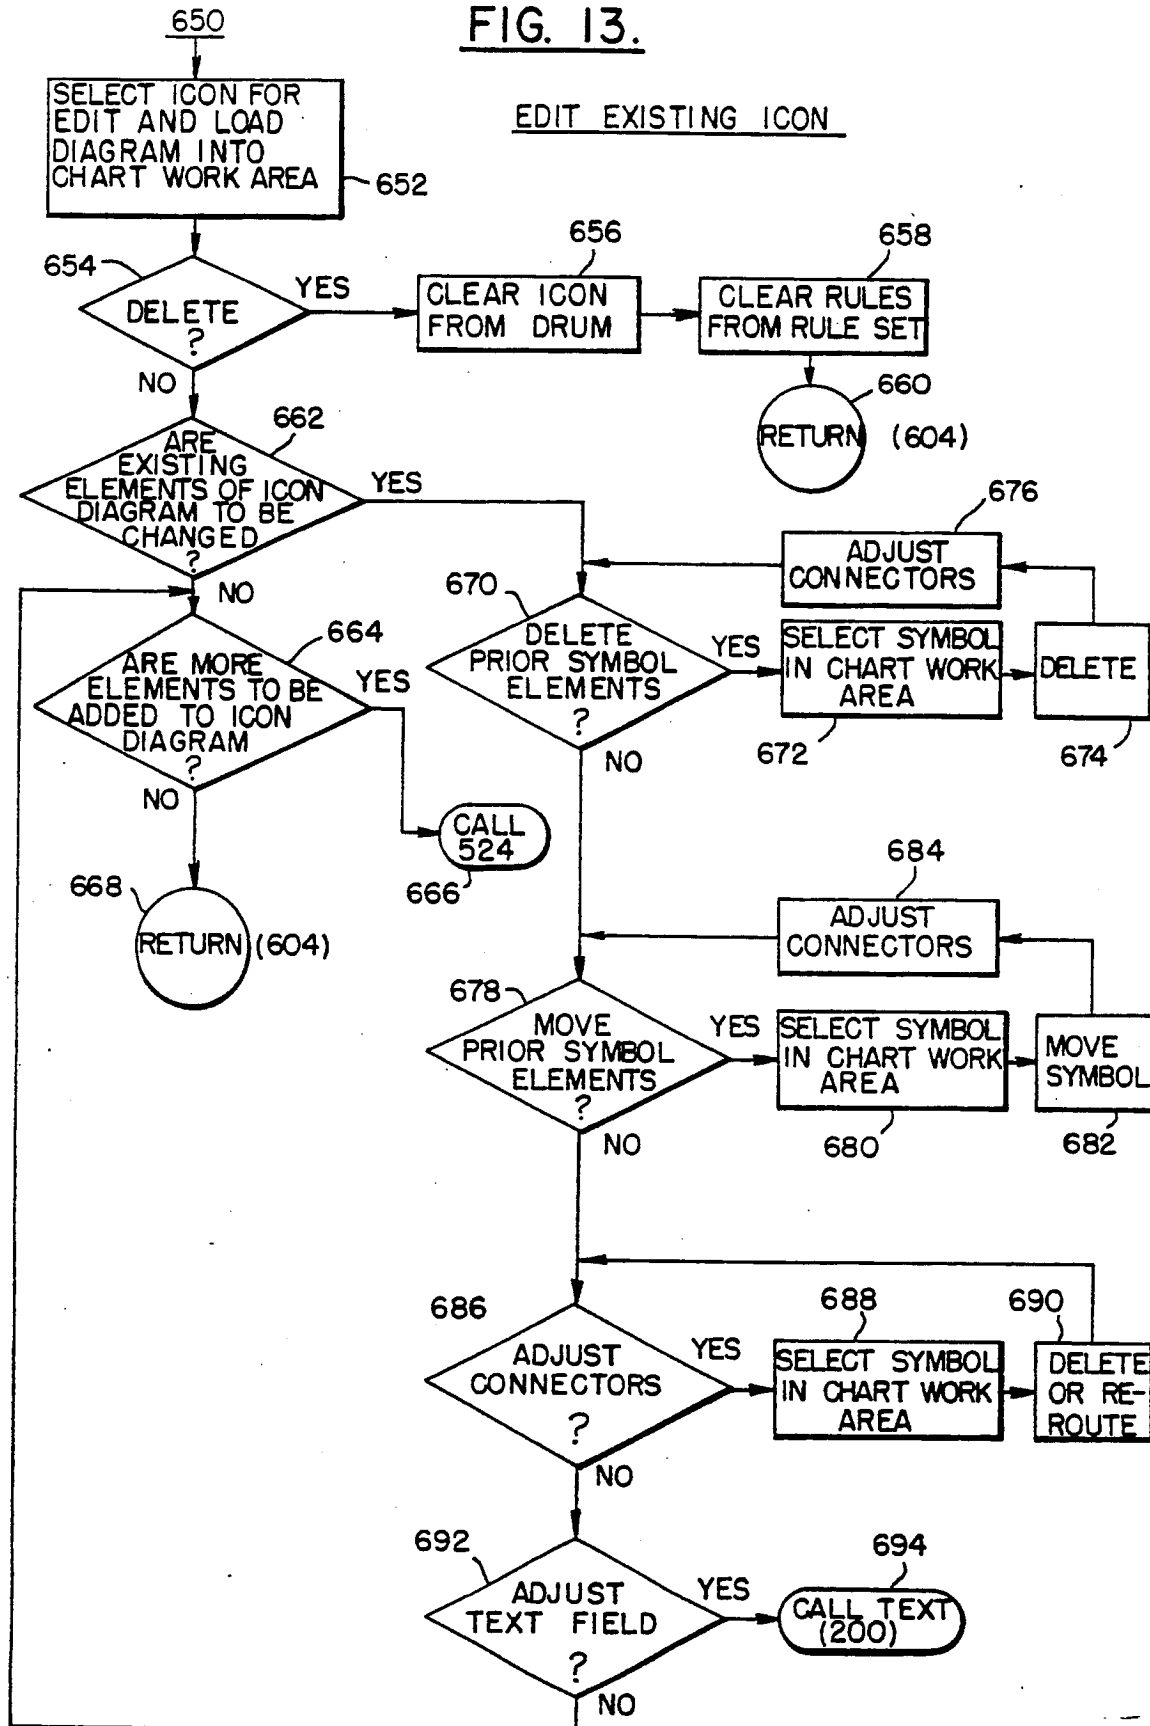 650
FIG. 13.
SELECT ICON FOR
EDIT AND LOAD
DIAGRAM INTO
CHART WORK AREA
652
EDIT EXISTING ICON
654
DELETE
?
YES
NO
656
CLEAR ICON
FROM DRUM
658
CLEAR RULES
FROM RULE SET
660
RETURN (604)
662
ARE
EXISTING
ELEMENTS OF ICON
DIAGRAM TO BE
CHANGED
?
YES
NO
664
ARE MORE
ELEMENTS TO BE
ADDED TO ICON
DIAGRAM
?
YES
NO
CALL
524
666
668
RETURN (604)
676
ADJUST
CONNECTORS
670
DELETE
PRIOR SYMBOL
ELEMENTS
?
YES
NO
SELECT SYMBOL
IN CHART WORK
AREA
672
DELETE
674
684
ADJUST
CONNECTORS
678
MOVE
PRIOR SYMBOL
ELEMENTS
?
YES
NO
SELECT SYMBOL
IN CHART WORK
AREA
680
MOVE
SYMBOL
682
686
ADJUST
CONNECTORS
?
YES
NO
688
SELECT SYMBOL
IN CHART WORK
AREA
690
DELETE
OR RE-
ROUTE
692
ADJUST
TEXT FIELD
?
YES
NO
694
CALL TEXT
(200)